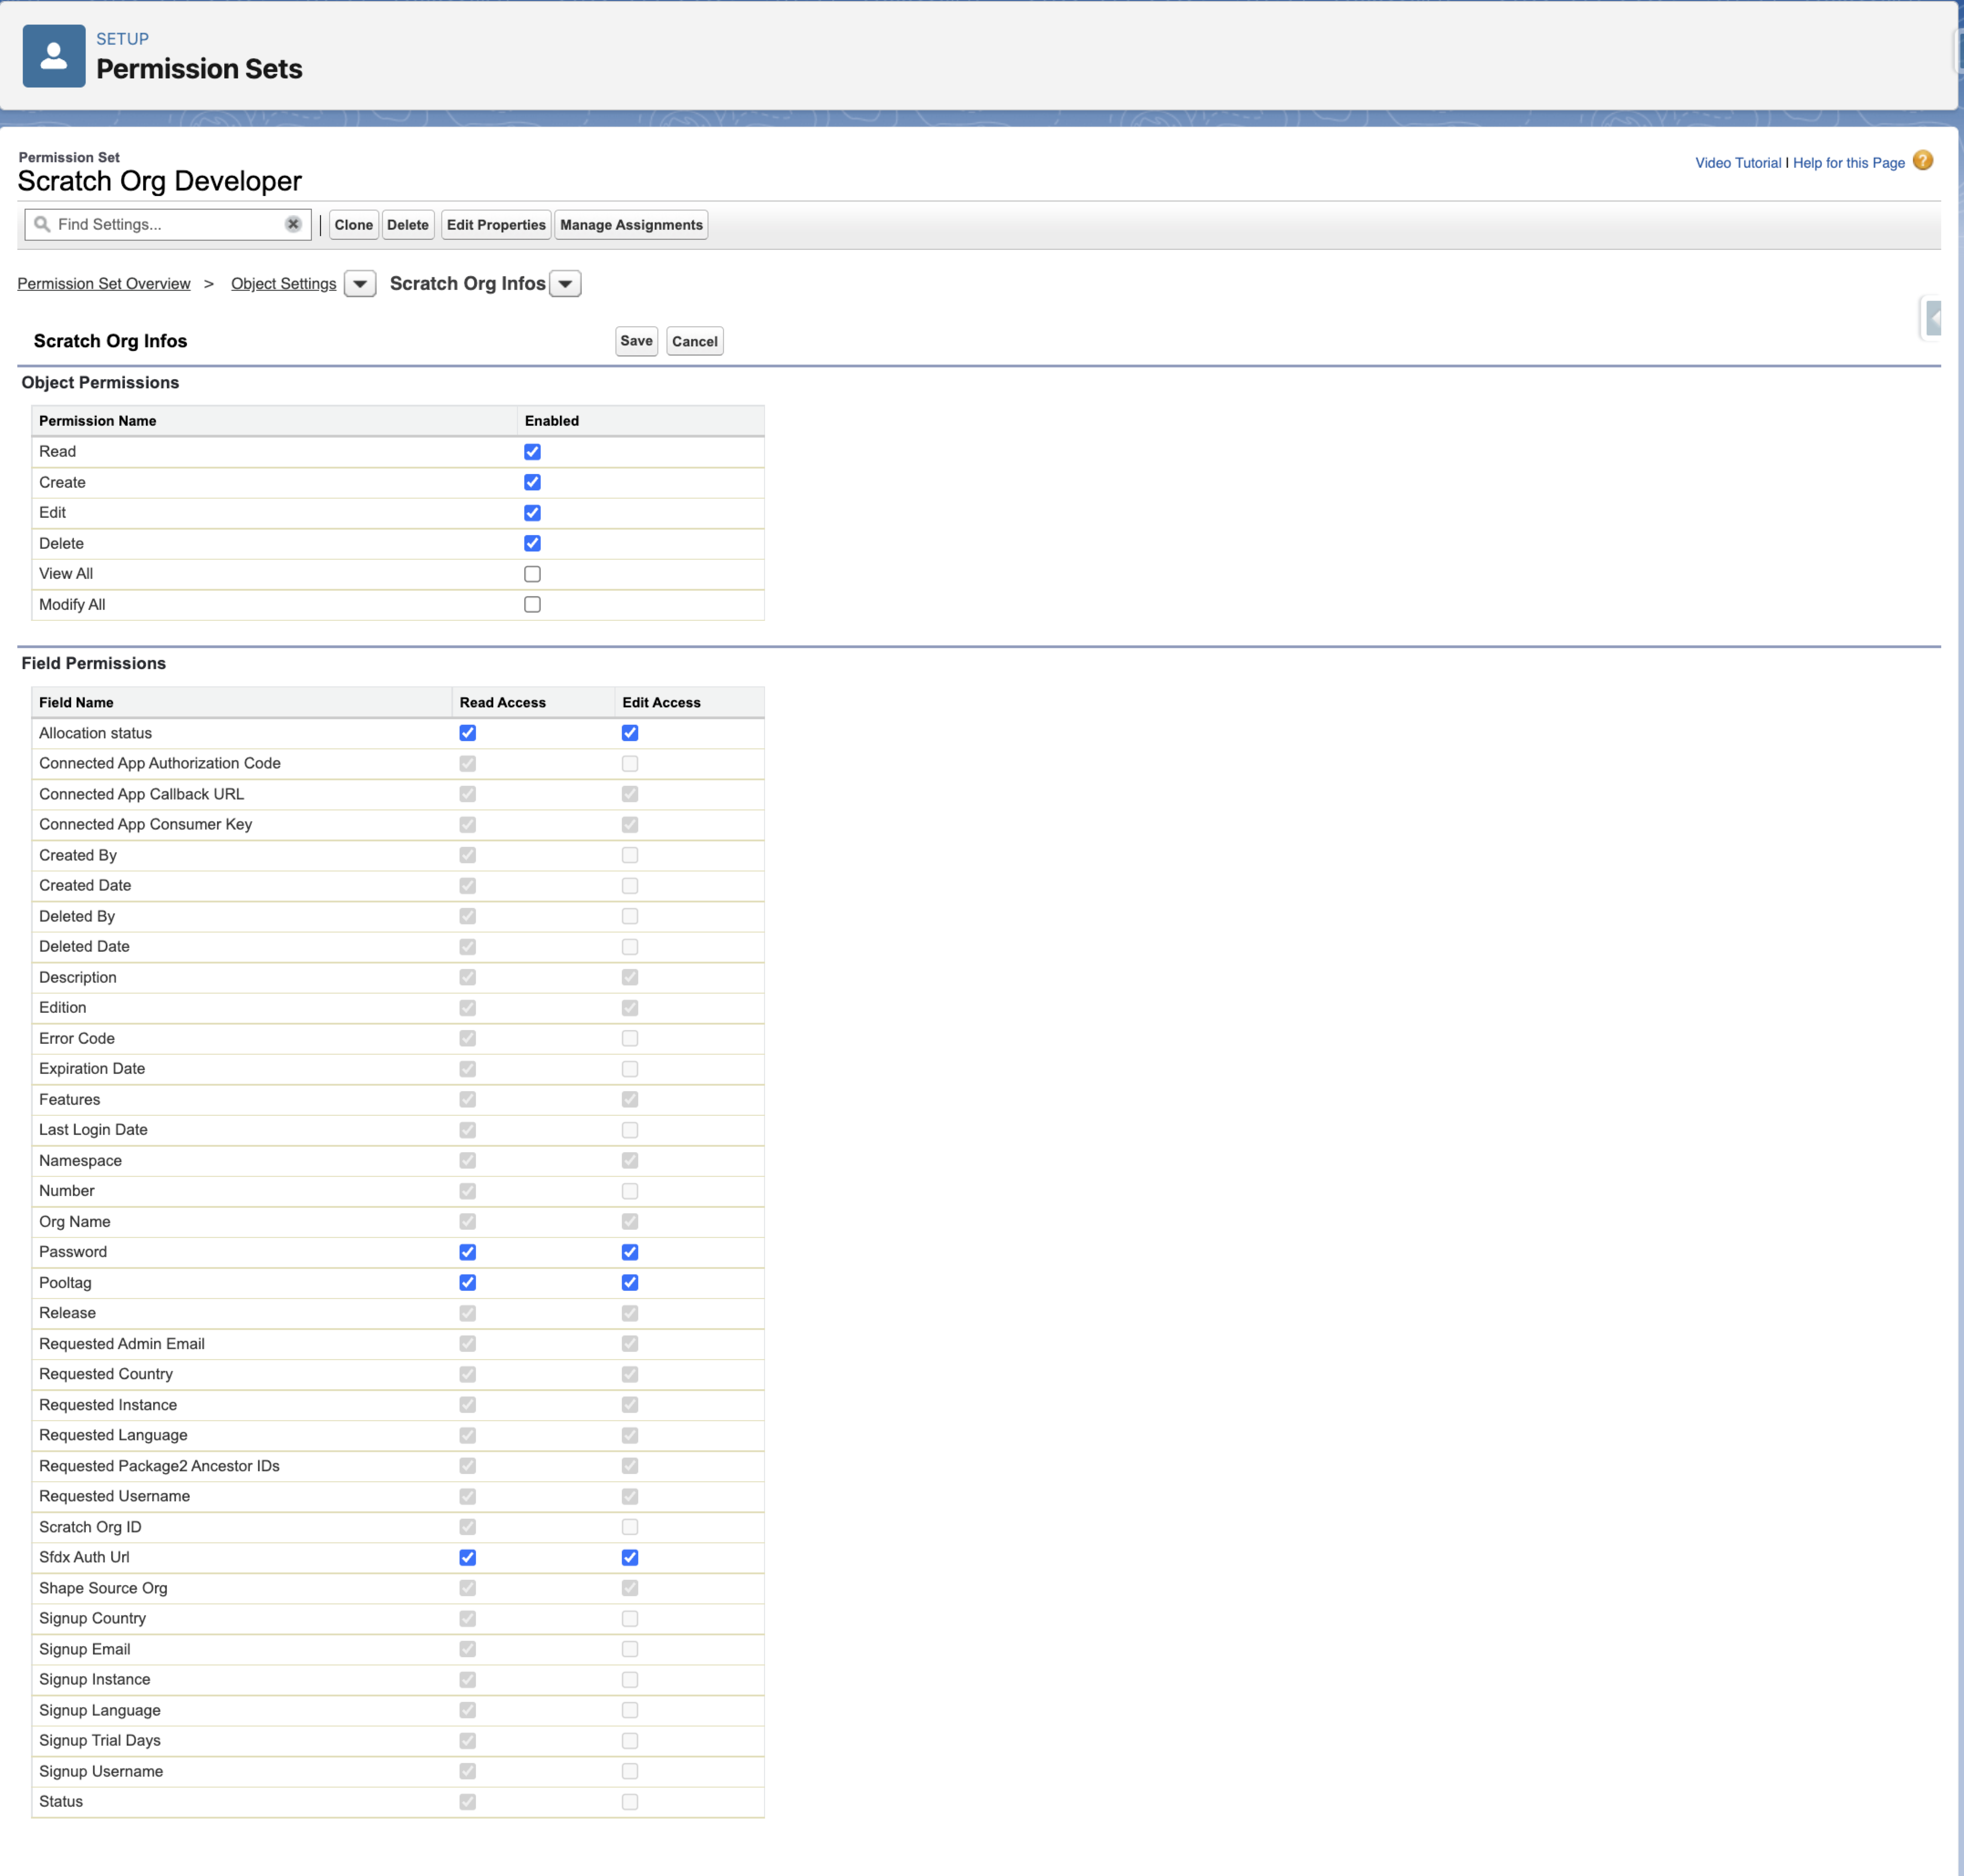 SETUP
Permission Sets
Permission Set
Scratch Org Developer
Video Tutorial | Help for this Page ?
Find Settings... Clone Delete Edit Properties Manage Assignments
Permission Set Overview > Object Settings Scratch Org Infos
Scratch Org Infos Save Cancel
Object Permissions
Permission Name Enabled
Read
Create
Edit
Delete
View All
Modify All
Field Permissions
Field Name Read Access Edit Access
Allocation status
Connected App Authorization Code
Connected App Callback URL
Connected App Consumer Key
Created By
Created Date
Deleted By
Deleted Date
Description
Edition
Error Code
Expiration Date
Features
Last Login Date
Namespace
Number
Org Name
Password
Pooltag
Release
Requested Admin Email
Requested Country
Requested Instance
Requested Language
Requested Package2 Ancestor IDs
Requested Username
Scratch Org ID
Sfdx Auth Url
Shape Source Org
Signup Country
Signup Email
Signup Instance
Signup Language
Signup Trial Days
Signup Username
Status